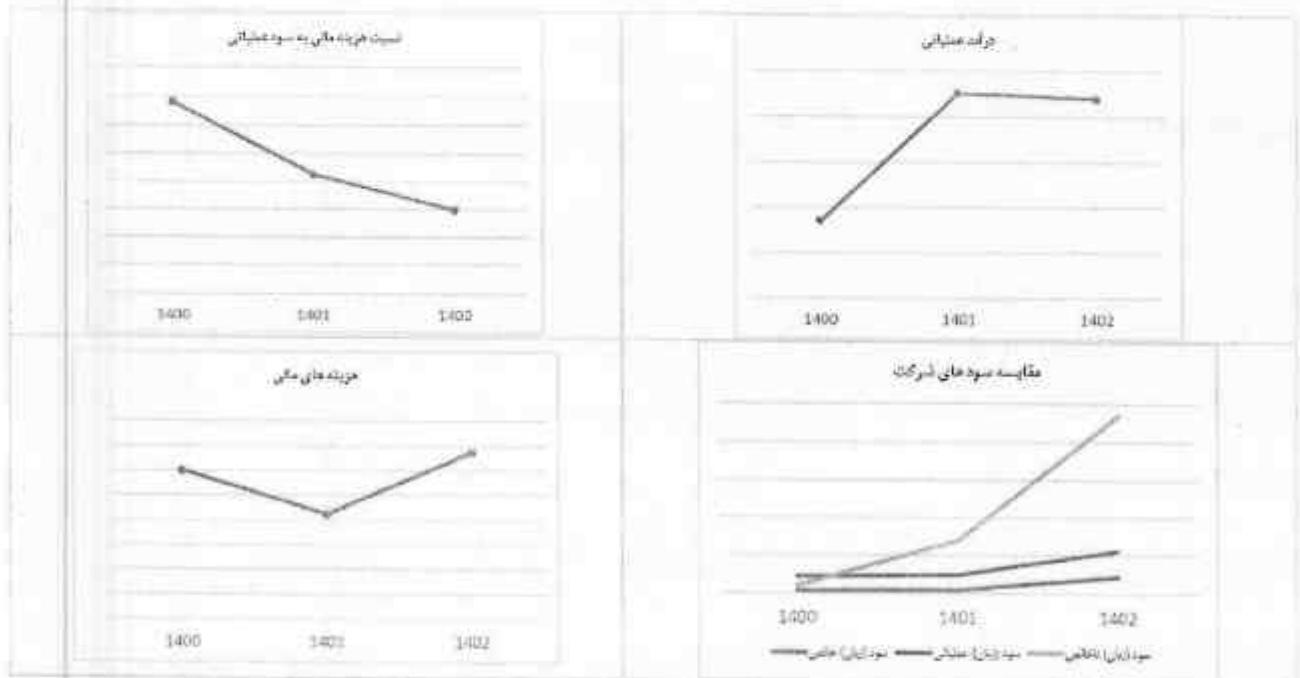 درآمد عملیاتی
1400 1401 1402
نسبت هزینه مالی به سود عملیاتی
1400 1401 1402
مقایسه سود های شرکت
1400 1401 1402
سود (زیان) ناخالص سود (زیان) عملیاتی سود (زیان) خالص
هزینه های مالی
1400 1401 1402